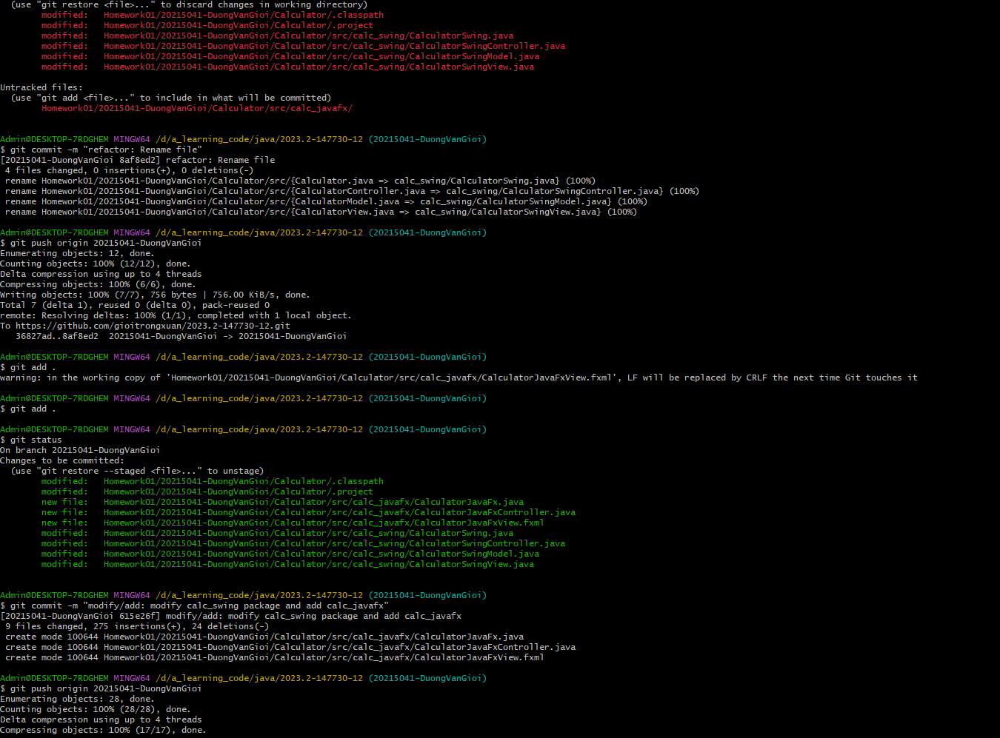 (use "git restore <file>..." to discard changes in working directory)
modified:   Homework01/20215041-DuongVanGioi/Calculator/.classpath
modified:   Homework01/20215041-DuongVanGioi/Calculator/.project
modified:   Homework01/20215041-DuongVanGioi/Calculator/src/calc_swing/CalculatorSwing.java
modified:   Homework01/20215041-DuongVanGioi/Calculator/src/calc_swing/CalculatorSwingController.java
modified:   Homework01/20215041-DuongVanGioi/Calculator/src/calc_swing/CalculatorSwingModel.java
modified:   Homework01/20215041-DuongVanGioi/Calculator/src/calc_swing/CalculatorSwingView.java
Untracked files:
(use "git add <file>..." to include in what will be committed)
Homework01/20215041-DuongVanGioi/Calculator/src/calc_javafx/
Admin@DESKTOP-7RDGHEM MINGW64 /d/a_learning_code/java/2023.2-147730-12 (20215041-DuongVanGioi)
$ git commit -m "refactor: Rename file"
[20215041-DuongVanGioi 8af8ed2] refactor: Rename file
4 files changed, 0 insertions(+), 0 deletions(-)
rename Homework01/20215041-DuongVanGioi/Calculator/src/{Calculator.java => calc_swing/CalculatorSwing.java} (100%)
rename Homework01/20215041-DuongVanGioi/Calculator/src/{CalculatorController.java => calc_swing/CalculatorSwingController.java} (100%)
rename Homework01/20215041-DuongVanGioi/Calculator/src/{CalculatorModel.java => calc_swing/CalculatorSwingModel.java} (100%)
rename Homework01/20215041-DuongVanGioi/Calculator/src/{CalculatorView.java => calc_swing/CalculatorSwingView.java} (100%)
Admin@DESKTOP-7RDGHEM MINGW64 /d/a_learning_code/java/2023.2-147730-12 (20215041-DuongVanGioi)
$ git push origin 20215041-DuongVanGioi
Enumerating objects: 12, done.
Counting objects: 100% (12/12), done.
Delta compression using up to 4 threads
Compressing objects: 100% (6/6), done.
Writing objects: 100% (7/7), 756 bytes | 756.00 KiB/s, done.
Total 7 (delta 1), reused 0 (delta 0), pack-reused 0
remote: Resolving deltas: 100% (1/1), completed with 1 local object.
To https://github.com/gioitrongxuan/2023.2-147730-12.git
36827ad..8af8ed2  20215041-DuongVanGioi -> 20215041-DuongVanGioi
Admin@DESKTOP-7RDGHEM MINGW64 /d/a_learning_code/java/2023.2-147730-12 (20215041-DuongVanGioi)
$ git add .
warning: in the working copy of 'Homework01/20215041-DuongVanGioi/Calculator/src/calc_javafx/CalculatorJavaFxView.fxml', LF will be replaced by CRLF the next time Git touches it
Admin@DESKTOP-7RDGHEM MINGW64 /d/a_learning_code/java/2023.2-147730-12 (20215041-DuongVanGioi)
$ git add .
Admin@DESKTOP-7RDGHEM MINGW64 /d/a_learning_code/java/2023.2-147730-12 (20215041-DuongVanGioi)
$ git status
On branch 20215041-DuongVanGioi
Changes to be committed:
(use "git restore --staged <file>..." to unstage)
modified:   Homework01/20215041-DuongVanGioi/Calculator/.classpath
modified:   Homework01/20215041-DuongVanGioi/Calculator/.project
new file:   Homework01/20215041-DuongVanGioi/Calculator/src/calc_javafx/CalculatorJavaFx.java
new file:   Homework01/20215041-DuongVanGioi/Calculator/src/calc_javafx/CalculatorJavaFxController.java
new file:   Homework01/20215041-DuongVanGioi/Calculator/src/calc_javafx/CalculatorJavaFxView.fxml
modified:   Homework01/20215041-DuongVanGioi/Calculator/src/calc_swing/CalculatorSwing.java
modified:   Homework01/20215041-DuongVanGioi/Calculator/src/calc_swing/CalculatorSwingController.java
modified:   Homework01/20215041-DuongVanGioi/Calculator/src/calc_swing/CalculatorSwingModel.java
modified:   Homework01/20215041-DuongVanGioi/Calculator/src/calc_swing/CalculatorSwingView.java
Admin@DESKTOP-7RDGHEM MINGW64 /d/a_learning_code/java/2023.2-147730-12 (20215041-DuongVanGioi)
$ git commit -m "modify/add: modify calc_swing package and add calc_javafx"
[20215041-DuongVanGioi 615e26f] modify/add: modify calc_swing package and add calc_javafx
9 files changed, 275 insertions(+), 24 deletions(-)
create mode 100644 Homework01/20215041-DuongVanGioi/Calculator/src/calc_javafx/CalculatorJavaFx.java
create mode 100644 Homework01/20215041-DuongVanGioi/Calculator/src/calc_javafx/CalculatorJavaFxController.java
create mode 100644 Homework01/20215041-DuongVanGioi/Calculator/src/calc_javafx/CalculatorJavaFxView.fxml
Admin@DESKTOP-7RDGHEM MINGW64 /d/a_learning_code/java/2023.2-147730-12 (20215041-DuongVanGioi)
$ git push origin 20215041-DuongVanGioi
Enumerating objects: 28, done.
Counting objects: 100% (28/28), done.
Delta compression using up to 4 threads
Compressing objects: 100% (17/17), done.